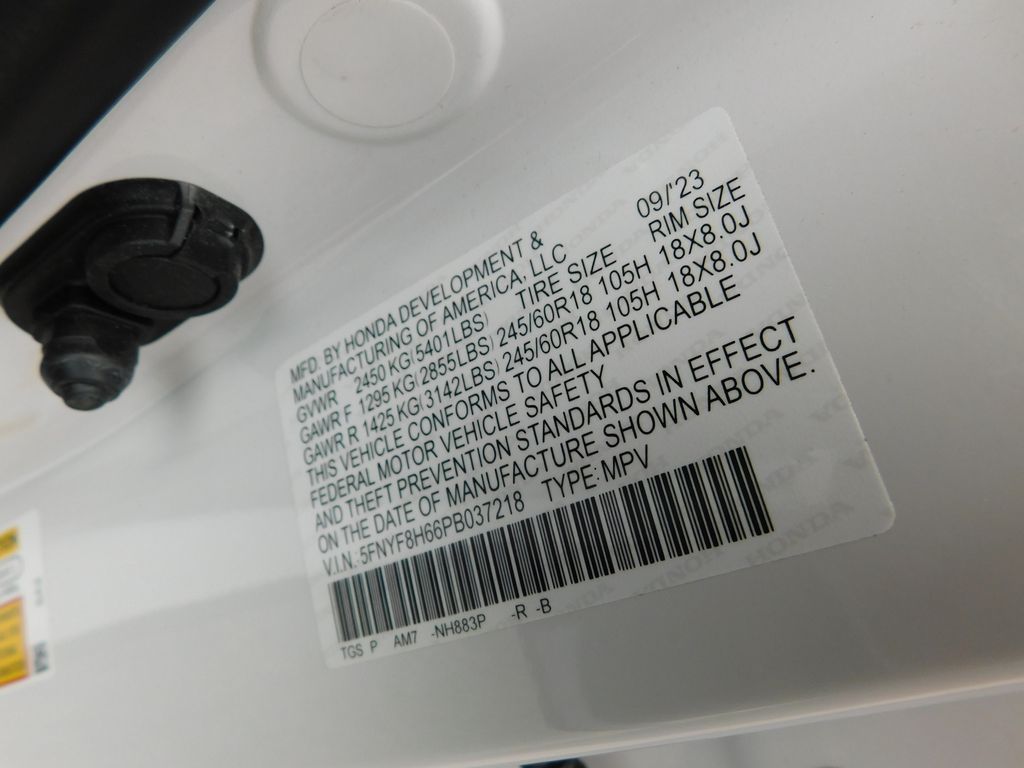 MFD. BY HONDA DEVELOPMENT &
MANUFACTURING OF AMERICA, LLC 09/'23
GVWR 2450 KG(5401LBS) TIRE SIZE RIM SIZE
GAWR F 1295 KG(2855LBS) 245/60R18 105H 18X8.0J
GAWR R 1425 KG(3142LBS) 245/60R18 105H 18X8.0J
THIS VEHICLE CONFORMS TO ALL APPLICABLE
FEDERAL MOTOR VEHICLE SAFETY
AND THEFT PREVENTION STANDARDS IN EFFECT
ON THE DATE OF MANUFACTURE SHOWN ABOVE.
V.I.N.:5FNYF8H66PB037218 TYPE:MPV
TGS P AM7 -NH883P -R -B